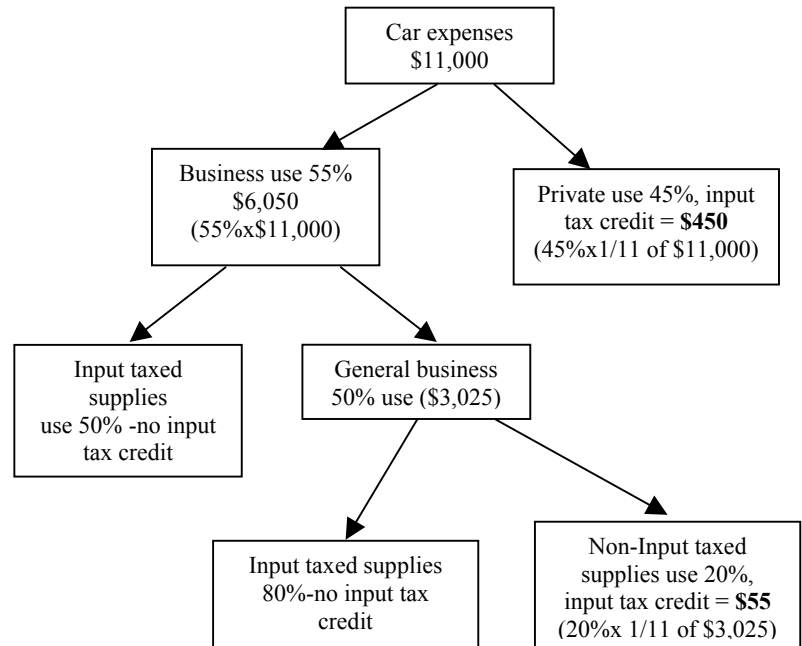 Car expenses
$11,000
Business use 55%
$6,050
(55%x$11,000)
Private use 45%, input
tax credit = $450
(45%x1/11 of $11,000)
Input taxed
supplies
use 50% -no input
tax credit
General business
50% use ($3,025)
Input taxed supplies
80%-no input tax
credit
Non-Input taxed
supplies use 20%,
input tax credit = $55
(20%x 1/11 of $3,025)